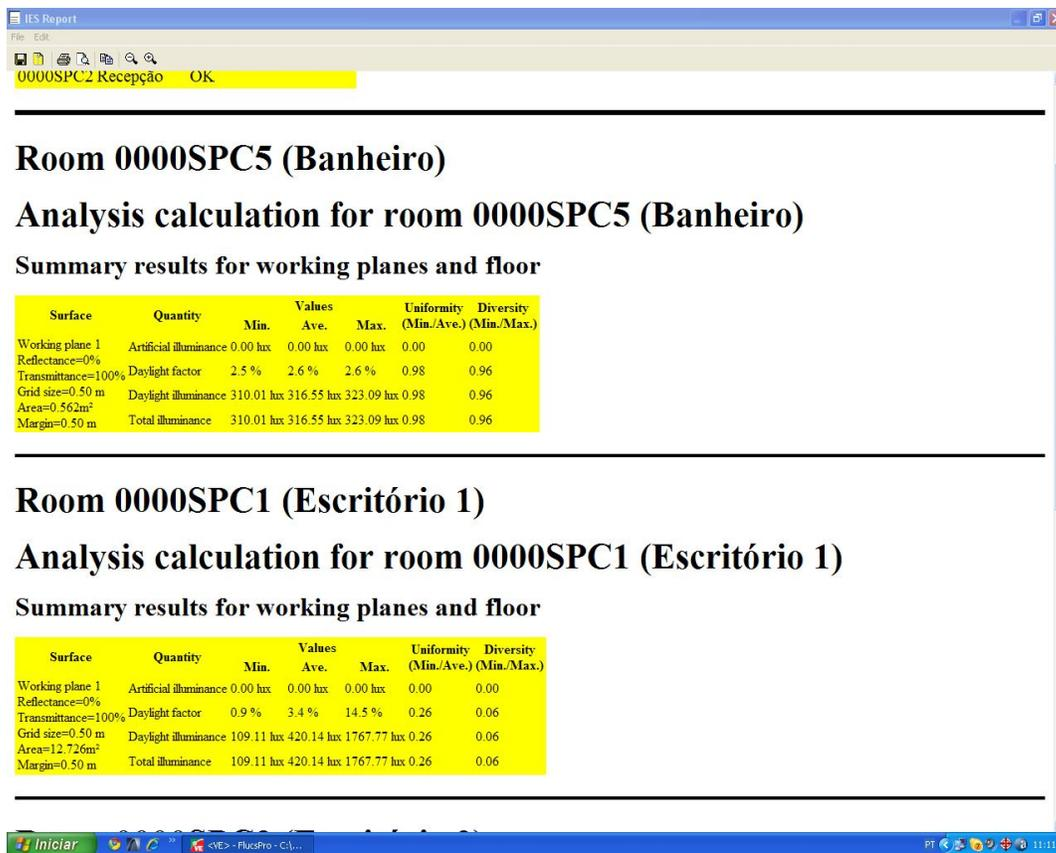 IES Report
File Edit
0000SPC2 Recepção OK
Room 0000SPC5 (Banheiro)
Analysis calculation for room 0000SPC5 (Banheiro)
Summary results for working planes and floor
Surface Quantity Values Uniformity Diversity
Min. Ave. Max. (Min./Ave.) (Min./Max.)
Working plane 1 Artificial illuminance 0.00 lux 0.00 lux 0.00 lux 0.00 0.00
Reflectance=0%
Transmittance=100% Daylight factor 2.5 % 2.6 % 2.6 % 0.98 0.96
Grid size=0.50 m Daylight illuminance 310.01 lux 316.55 lux 323.09 lux 0.98 0.96
Area=0.562m²
Margin=0.50 m Total illuminance 310.01 lux 316.55 lux 323.09 lux 0.98 0.96
Room 0000SPC1 (Escritório 1)
Analysis calculation for room 0000SPC1 (Escritório 1)
Summary results for working planes and floor
Surface Quantity Values Uniformity Diversity
Min. Ave. Max. (Min./Ave.) (Min./Max.)
Working plane 1 Artificial illuminance 0.00 lux 0.00 lux 0.00 lux 0.00 0.00
Reflectance=0%
Transmittance=100% Daylight factor 0.9 % 3.4 % 14.5 % 0.26 0.06
Grid size=0.50 m Daylight illuminance 109.11 lux 420.14 lux 1767.77 lux 0.26 0.06
Area=12.726m²
Margin=0.50 m Total illuminance 109.11 lux 420.14 lux 1767.77 lux 0.26 0.06
Iniciar <VE> - FlucsPro - C:\... PT 11:11